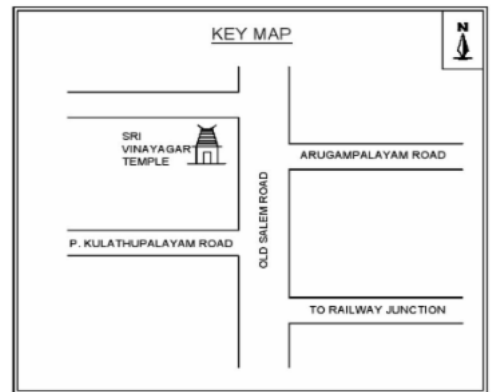 KEY MAP
N
SRI
VINAYAGAR
TEMPLE
ARUGAMPALAYAM ROAD
OLD SALEM ROAD
P. KULATHUPALAYAM ROAD
TO RAILWAY JUNCTION